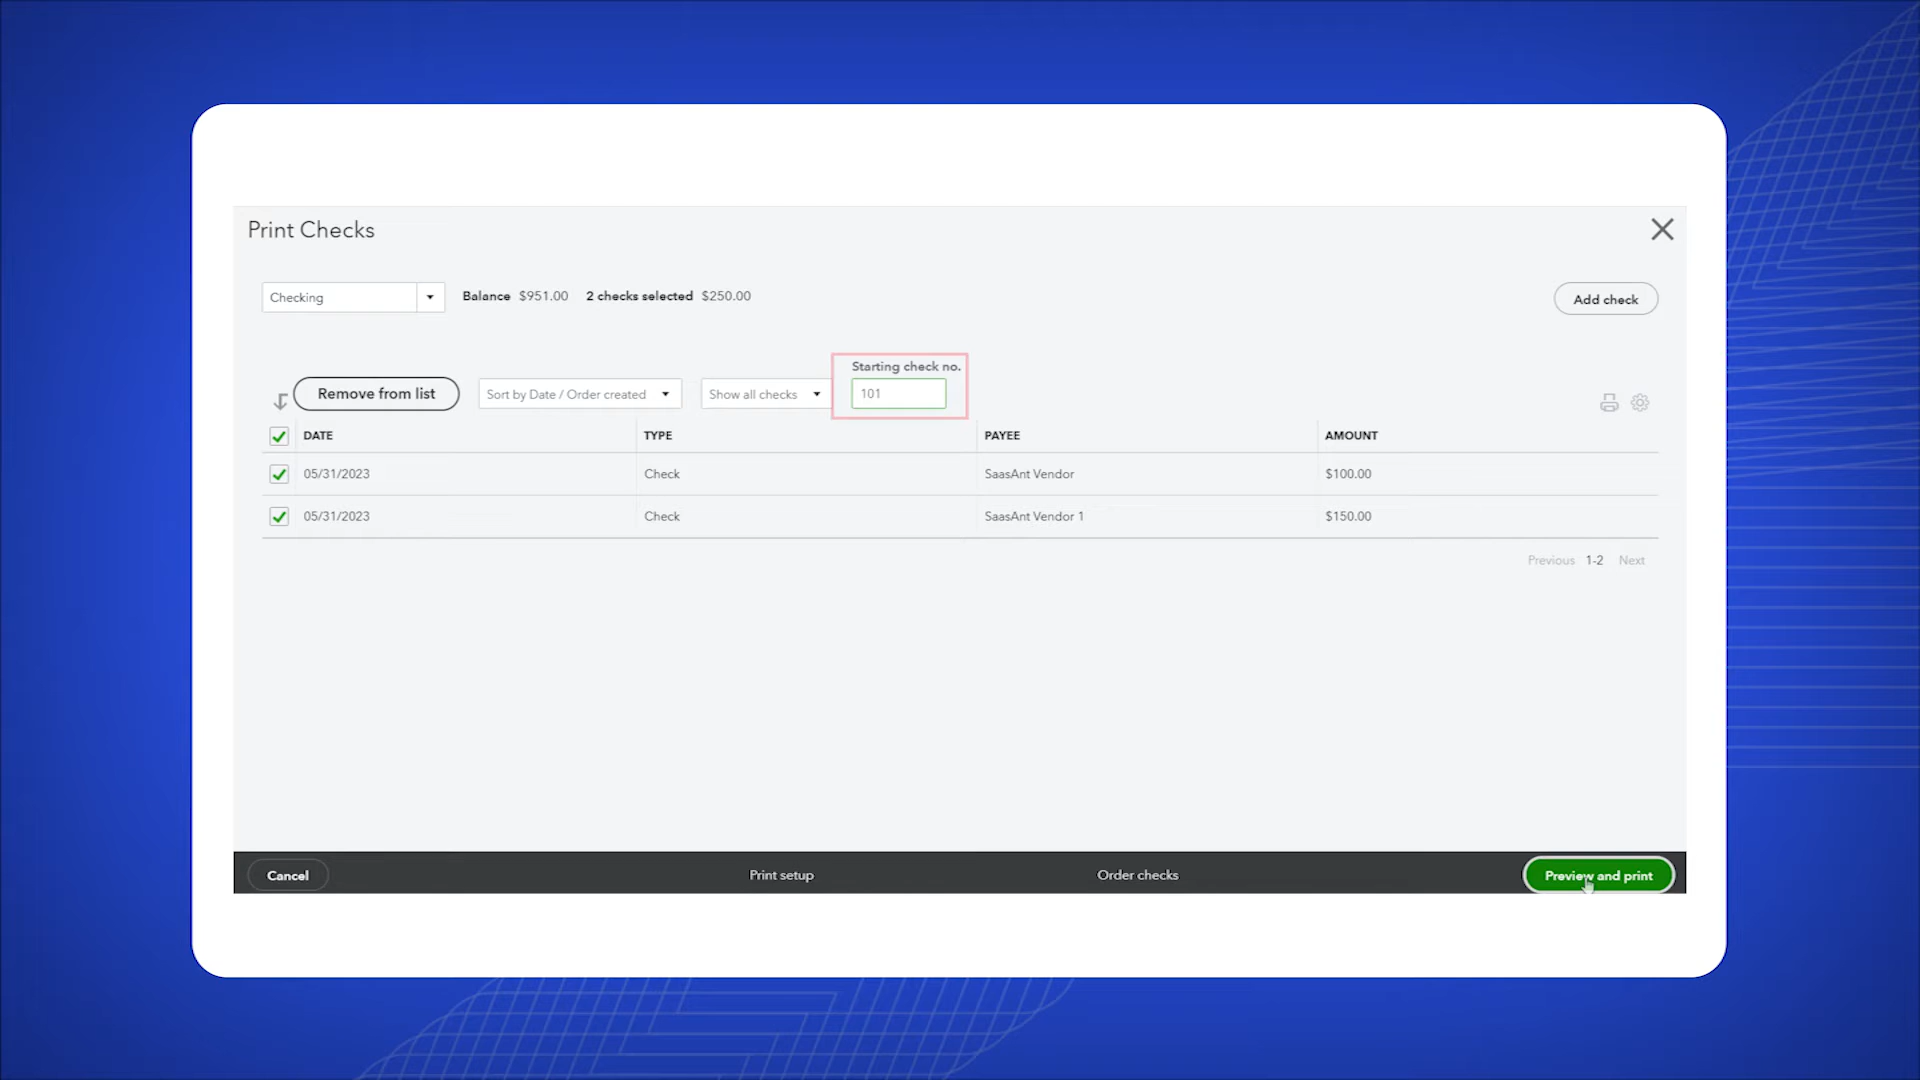 Print Checks
Checking Balance $951.00 2 checks selected $250.00 Add check
Starting check no.
Remove from list Sort by Date / Order created Show all checks 101
DATE TYPE PAYEE AMOUNT
05/31/2023 Check SaasAnt Vendor $100.00
05/31/2023 Check SaasAnt Vendor 1 $150.00
Previous 1-2 Next
Cancel Print setup Order checks Preview and print